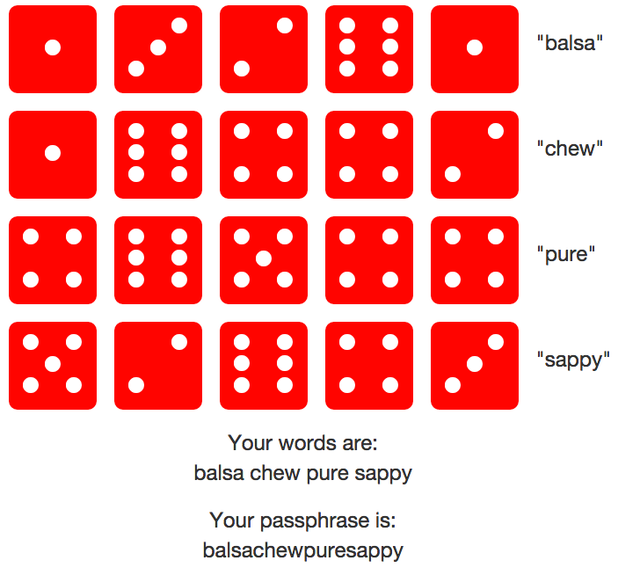 "balsa"
"chew"
"pure"
"sappy"
Your words are:
balsa chew pure sappy
Your passphrase is:
balsachewpuresappy